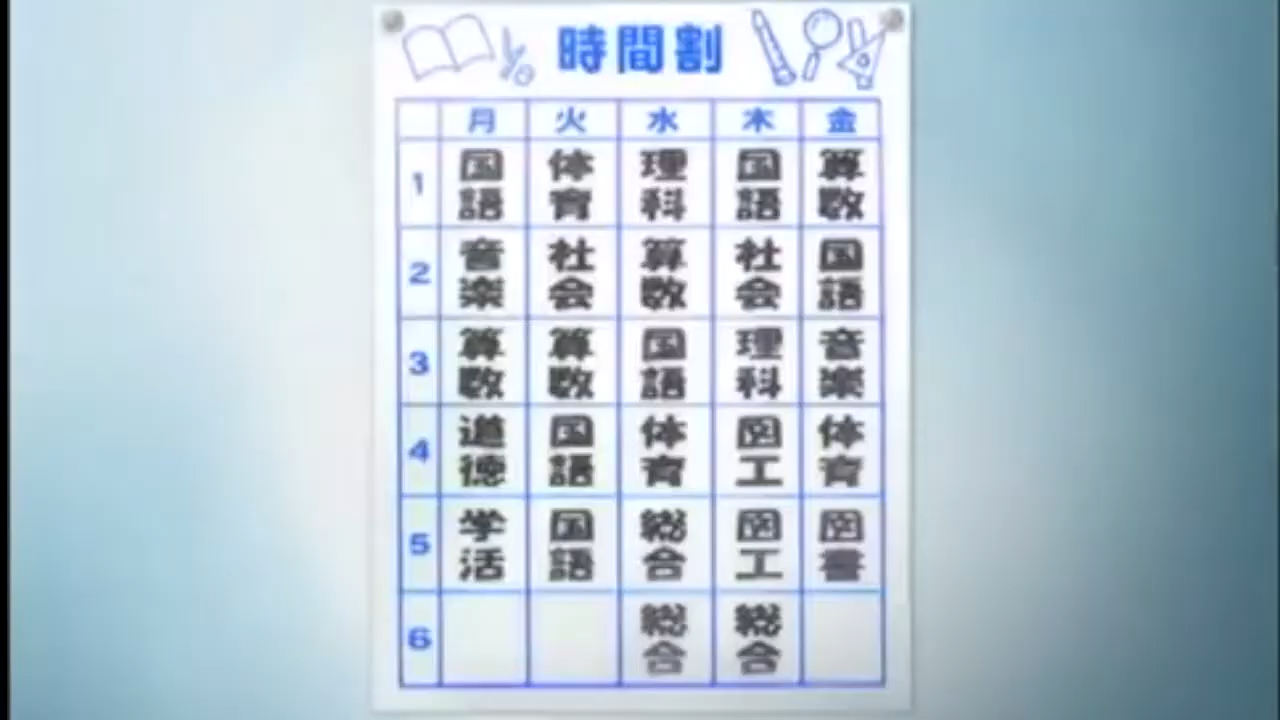 時間割
月 火 水 木 金
1 国語 体育 理科 国語 算数
2 音楽 社会 算数 社会 国語
3 算数 算数 国語 理科 音楽
4 道徳 国語 体育 図工 体育
5 学活 国語 総合 図工 図書
6 総合 総合